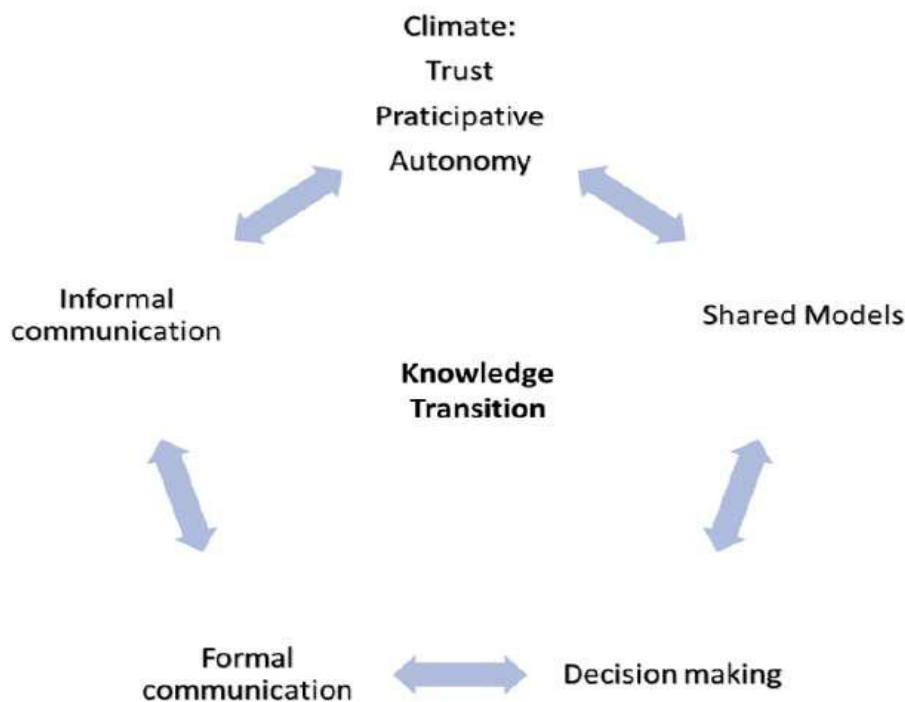 Climate:
Trust
Praticipative
Autonomy
Informal
communication
Shared Models
Knowledge
Transition
Formal
communication
Decision making